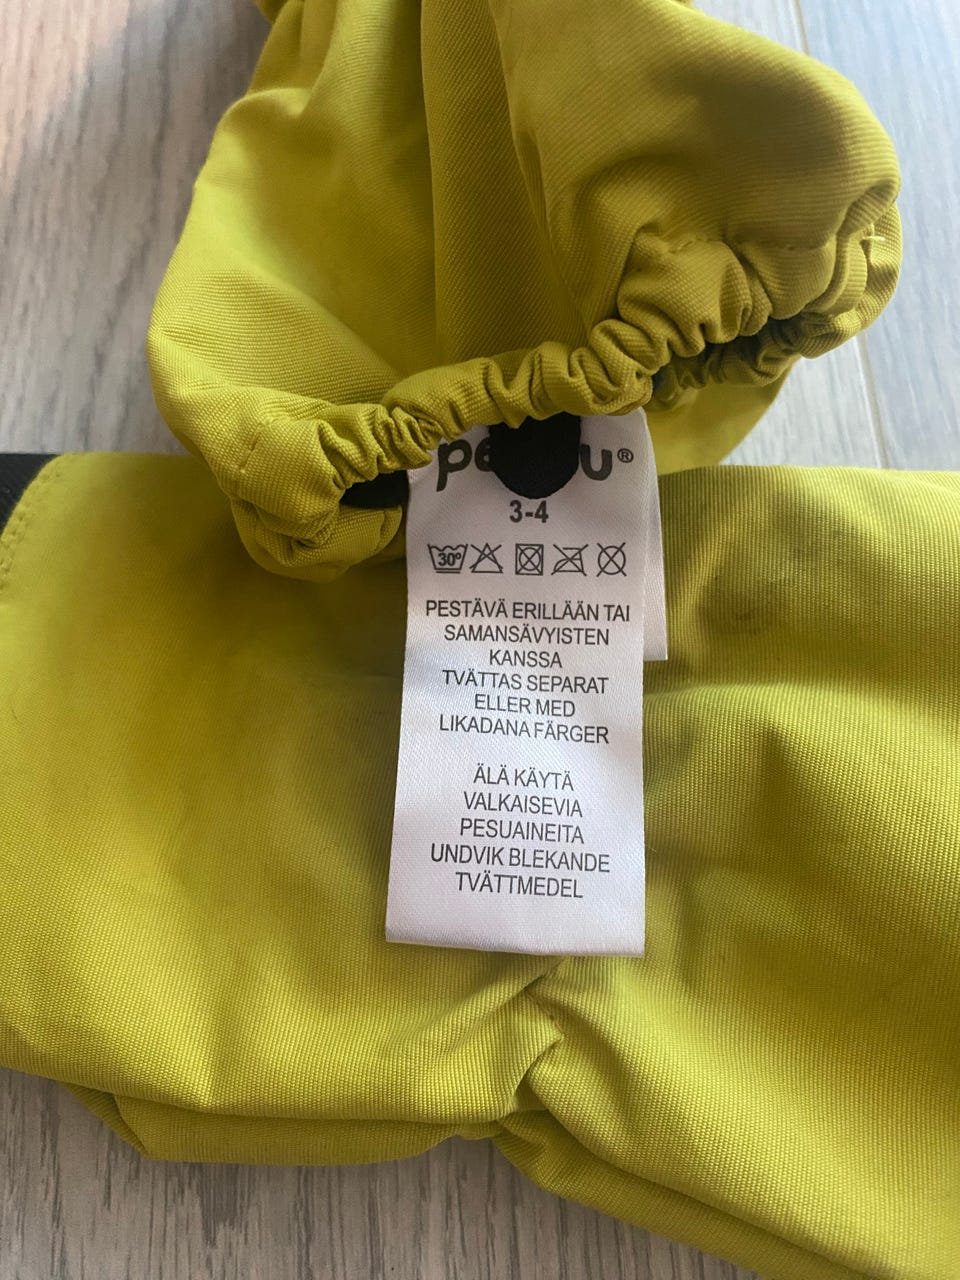 ®
3-4
30°
PESTÄVÄ ERILLÄÄN TAI
SAMANSÄVYISTEN
KANSSA
TVÄTTAS SEPARAT
ELLER MED
LIKADANA FÄRGER
ÄLÄ KÄYTÄ
VALKAISEVIA
PESUAINEITA
UNDVIK BLEKANDE
TVÄTTMEDEL